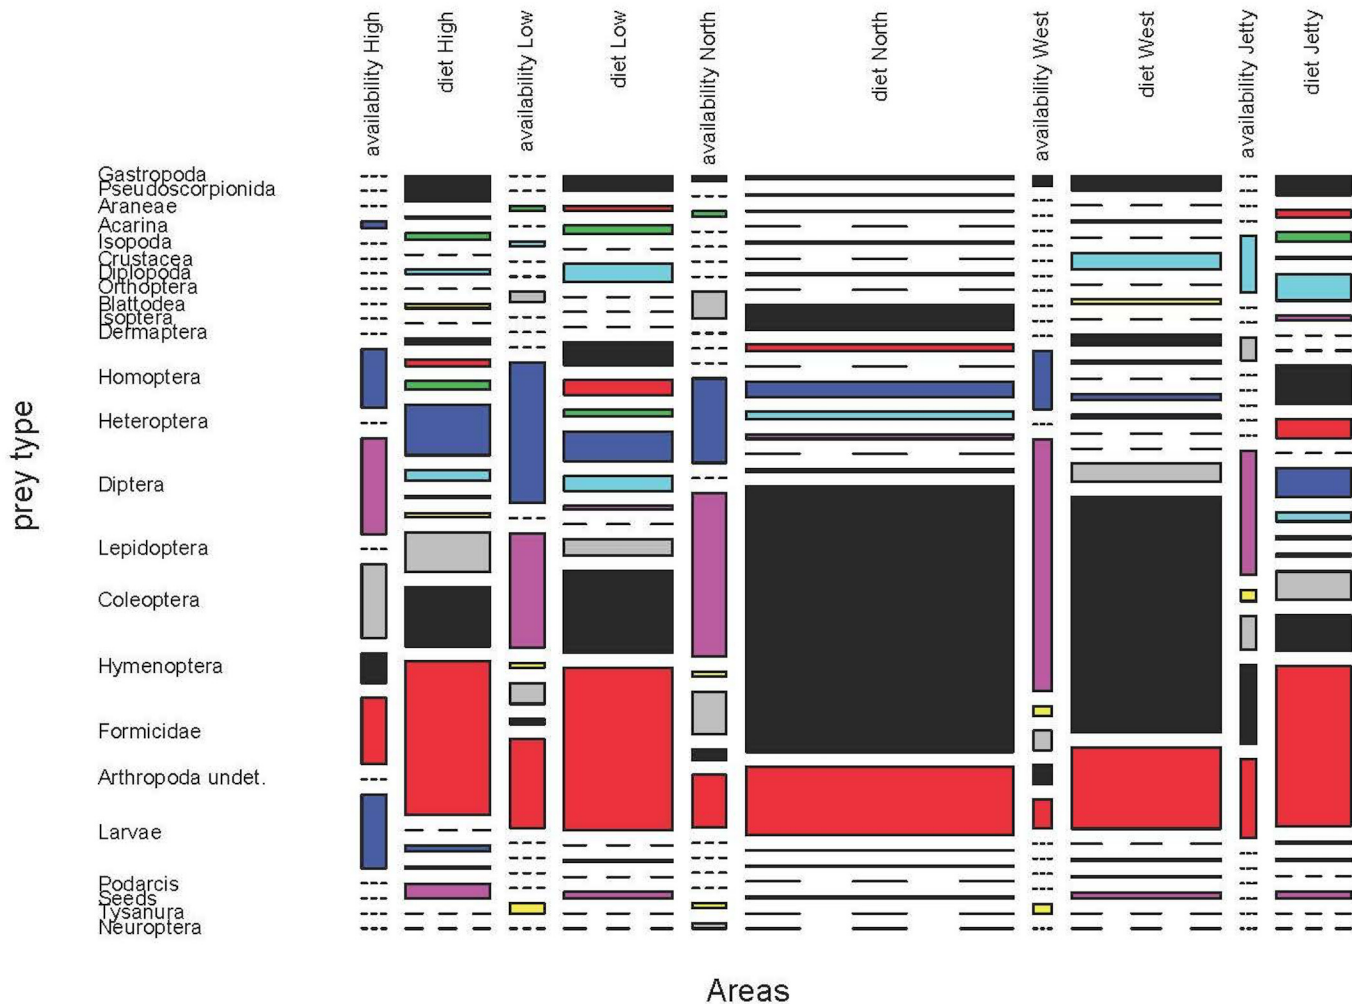 availability High
diet High
availability Low
diet Low
availability North
diet North
availability West
diet West
availability Jetty
diet Jetty
Gastropoda
Pseudoscorpionida
Araneae
Acarina
Isopoda
Crustacea
Diplopoda
Orthoptera
Blattodea
Isoptera
Dermaptera
Homoptera
Heteroptera
Diptera
Lepidoptera
Coleoptera
Hymenoptera
Formicidae
Arthropoda undet.
Larvae
Podarcis
Seeds
Tysanura
Neuroptera
prey type
Areas